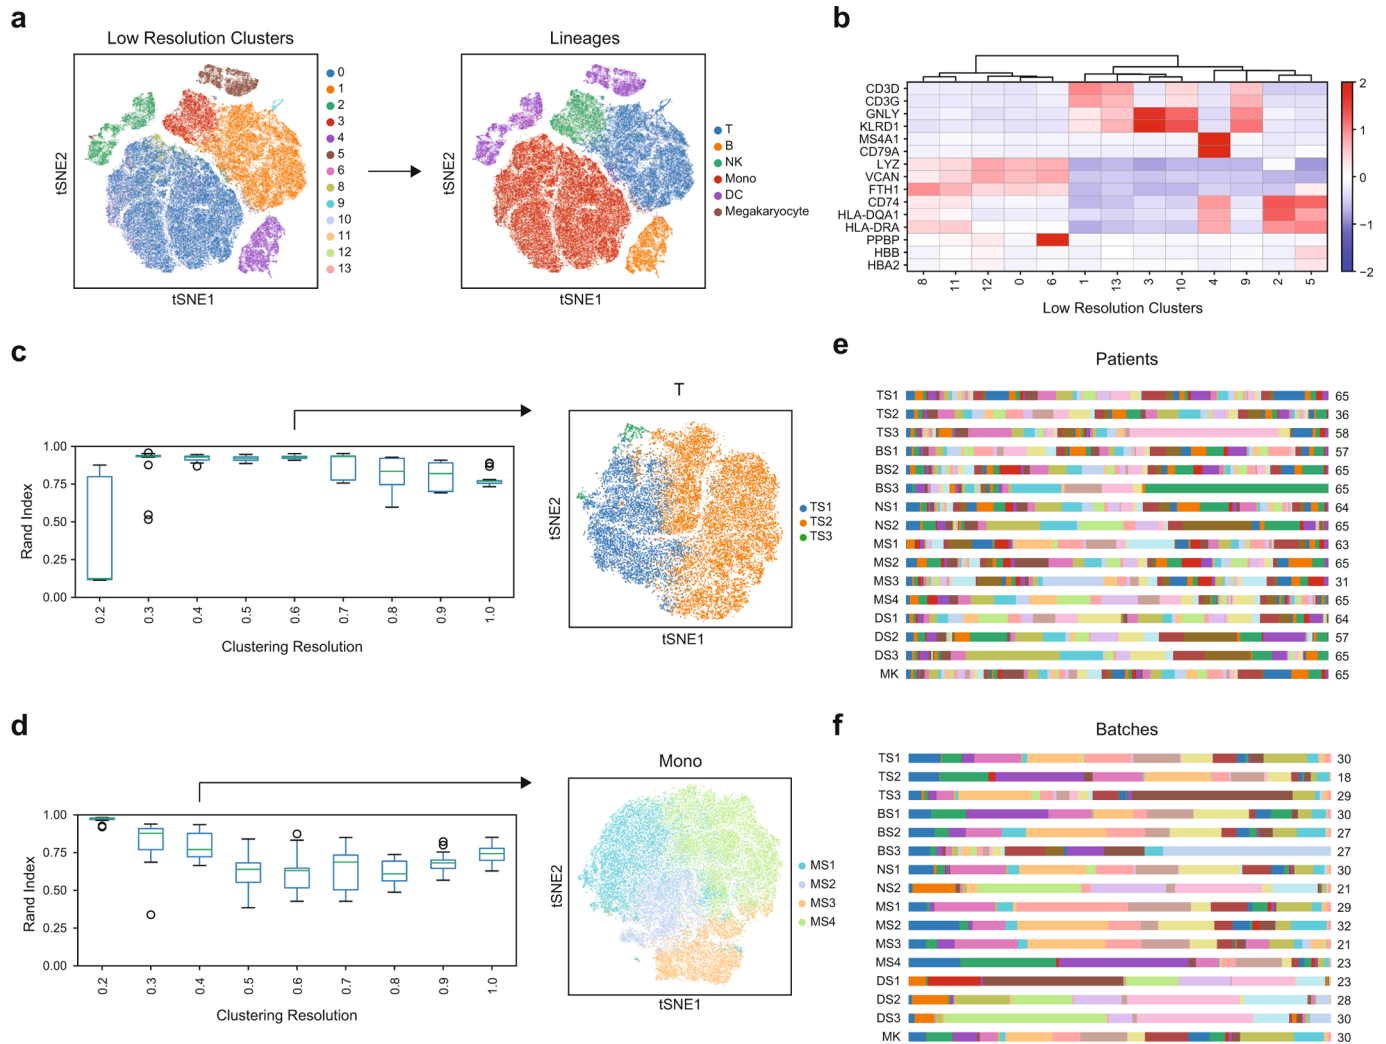 a
Low Resolution Clusters
Lineages
tSNE2
tSNE1
0
1
2
3
4
5
6
8
9
10
11
12
13
tSNE2
tSNE1
T
B
NK
Mono
DC
Megakaryocyte
b
CD3D
CD3G
GNLY
KLRD1
MS4A1
CD79A
LYZ
VCAN
FTH1
CD74
HLA-DQA1
HLA-DRA
PPBP
HBB
HBA2
8 11 12 0 6 1 13 3 10 4 9 2 5
Low Resolution Clusters
2
1
0
−1
−2
c
Rand Index
1.00
0.75
0.50
0.25
0.00
0.2 0.3 0.4 0.5 0.6 0.7 0.8 0.9 1.0
Clustering Resolution
T
tSNE2
tSNE1
TS1
TS2
TS3
d
Rand Index
1.00
0.75
0.50
0.25
0.00
0.2 0.3 0.4 0.5 0.6 0.7 0.8 0.9 1.0
Clustering Resolution
Mono
tSNE2
tSNE1
MS1
MS2
MS3
MS4
e
Patients
TS1 65
TS2 36
TS3 58
BS1 57
BS2 65
BS3 65
NS1 64
NS2 65
MS1 63
MS2 65
MS3 31
MS4 65
DS1 64
DS2 57
DS3 65
MK 65
f
Batches
TS1 30
TS2 18
TS3 29
BS1 30
BS2 27
BS3 27
NS1 30
NS2 21
MS1 29
MS2 32
MS3 21
MS4 23
DS1 23
DS2 28
DS3 30
MK 30